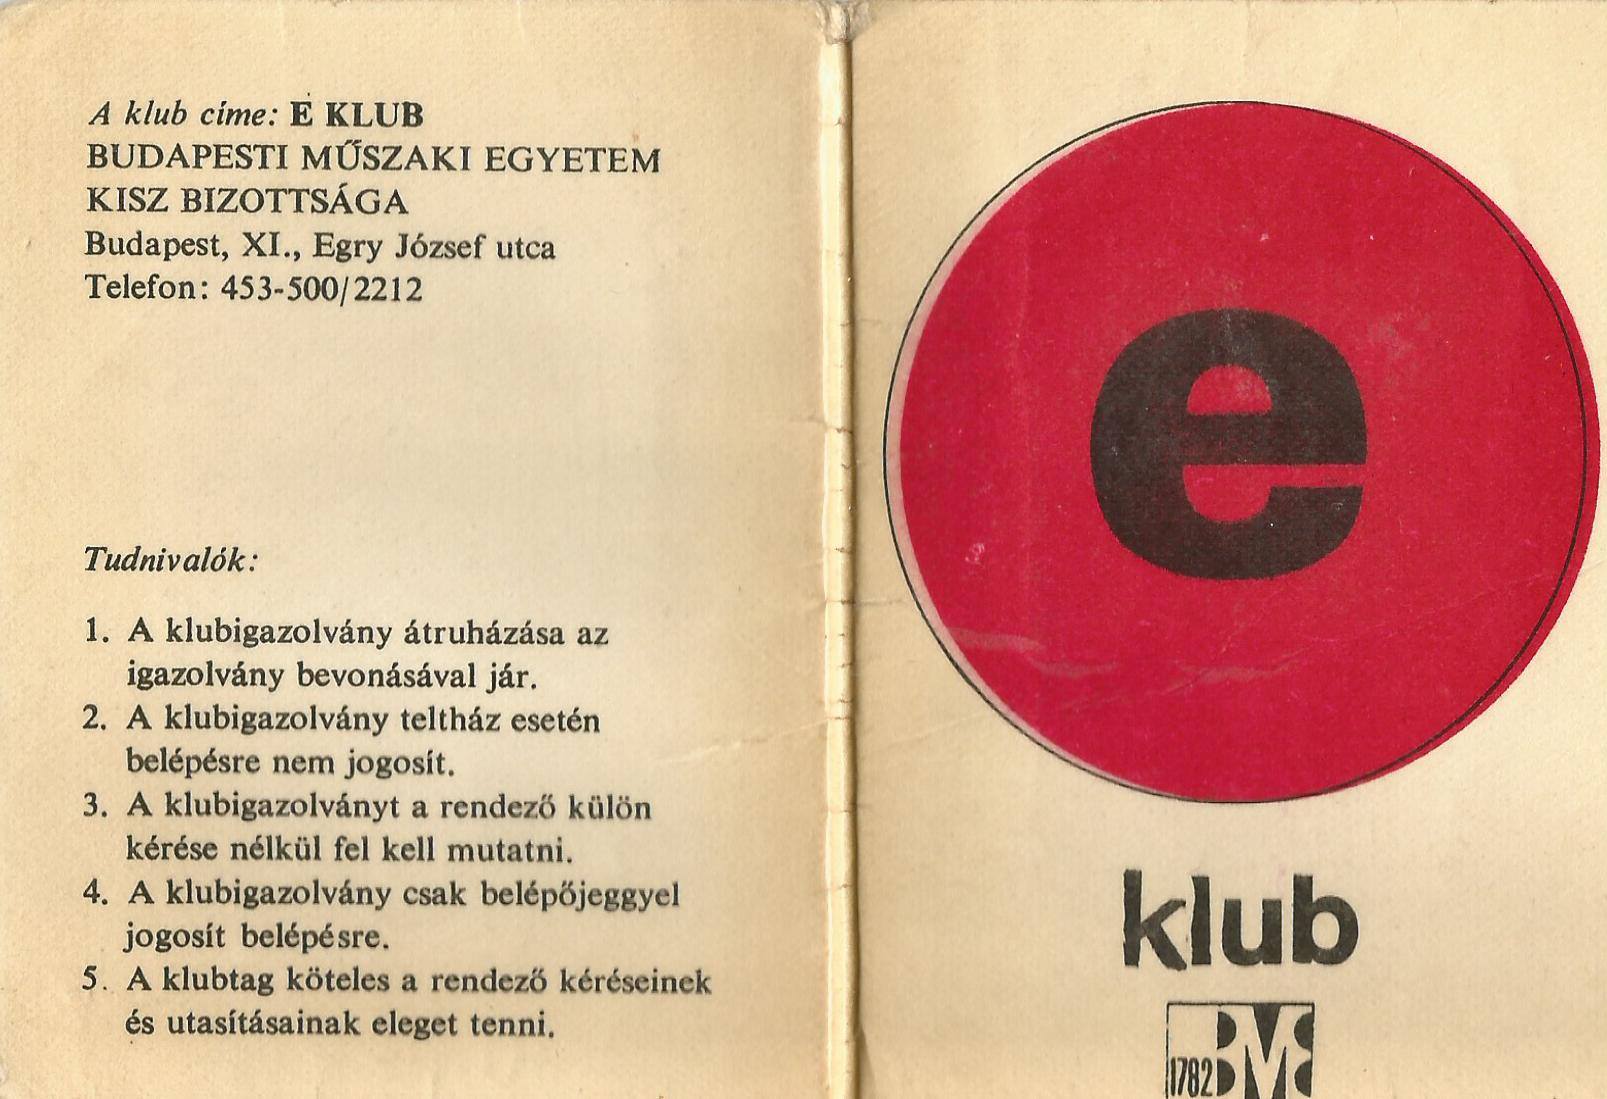 A klub címe: E KLUB
BUDAPESTI MŰSZAKI EGYETEM
KISZ BIZOTTSÁGA
Budapest, XI., Egry József utca
Telefon: 453-500/2212
Tudnivalók:
1. A klubigazolvány átruházása az
igazolvány bevonásával jár.
2. A klubigazolvány teltház esetén
belépésre nem jogosít.
3. A klubigazolványt a rendező külön
kérése nélkül fel kell mutatni.
4. A klubigazolvány csak belépőjeggyel
jogosít belépésre.
5. A klubtag köteles a rendező kéréseinek
és utasításainak eleget tenni.
e
klub
1782 BME